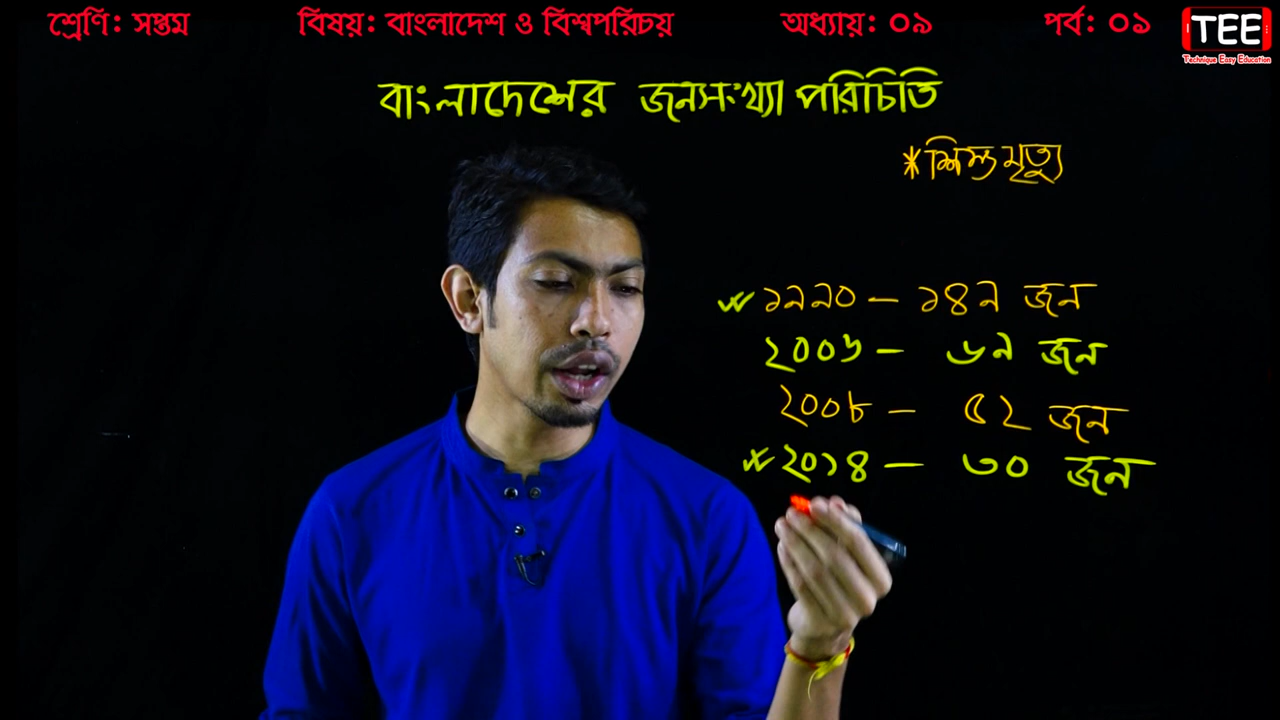 শ্রেণি: সপ্তম বিষয়: বাংলাদেশ ও বিশ্বপরিচয় অধ্যায়: ০৯ পর্ব: ০১
TEE
Technique Easy Education
বাংলাদেশের জনসংখ্যা পরিচিতি
* শিশু মৃত্যু
১৯৯০ — ১৪৯ জন
২০০৬ — ৬৯ জন
২০০৮ — ৫২ জন
২০১৪ — ৩০ জন